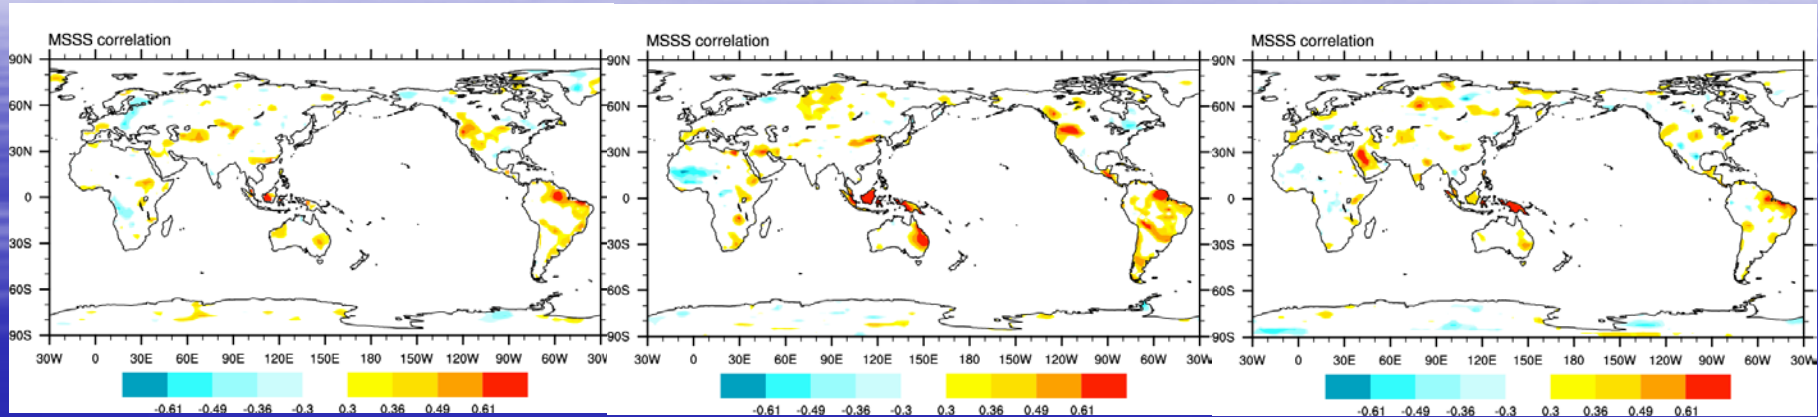 MSSS correlation
90N
60N
30N
0
30S
60S
90S
30W 0 30E 60E 90E 120E 150E 180 150W 120W 90W 60W 30W
-0.61 -0.49 -0.36 -0.3 0.3 0.36 0.49 0.61
MSSS correlation
90N
60N
30N
0
30S
60S
90S
30W 0 30E 60E 90E 120E 150E 180 150W 120W 90W 60W 30W
-0.61 -0.49 -0.36 -0.3 0.3 0.36 0.49 0.61
MSSS correlation
90N
60N
30N
0
30S
60S
90S
30W 0 30E 60E 90E 120E 150E 180 150W 120W 90W 60W 30W
-0.61 -0.49 -0.36 -0.3 0.3 0.36 0.49 0.61